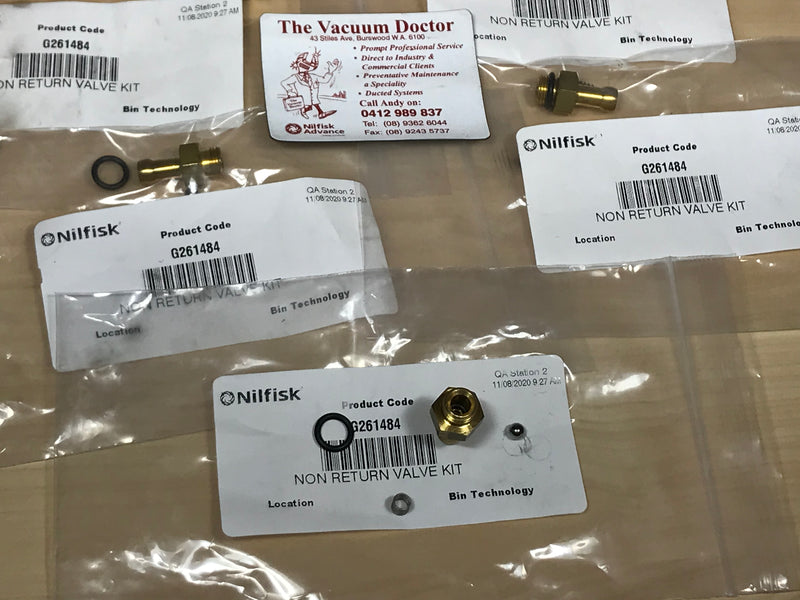 QA Station 2
11/08/2020 9:27 AM
Product Code
G261484
NON RETURN VALVE KIT
Bin Technology
The Vacuum Doctor
43 Stiles Ave, Burswood W.A. 6100
• Prompt Professional Service
• Direct to Industry &
Commercial Clients
• Preventative Maintenance
a Speciality
• Ducted Systems
Call Andy on:
0412 989 837
Tel: (08) 9362 6044
Fax: (08) 9243 5737
Nilfisk
Advance
NON RETURN VALVE KIT
Location
Bin Technology
Nilfisk
QA Station 2
Product Code
G261484
NON RETURN VALVE KIT
Location
Bin Technology
Nilfisk
QA Station 2
11/08/2020 9:27 AM
Product Code
G261484
NON RETURN VALVE KIT
Location
Bin Technology
Nilfisk
QA Station 2
11/08/2020 9:27 AM
Product Code
G261484
NON RETURN VALVE KIT
Location
Bin Technology